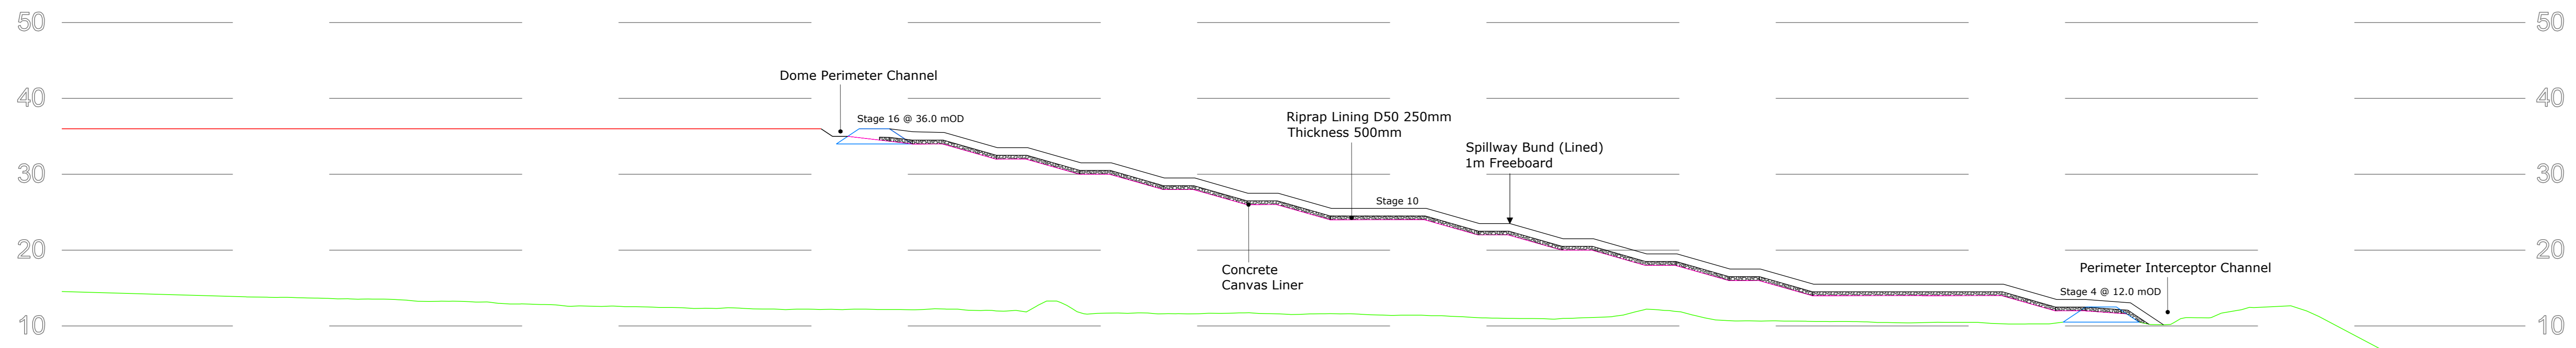 50 50
Dome Perimeter Channel
40 40
Stage 16 @ 36.0 mOD
Riprap Lining D50 250mm
Thickness 500mm
Spillway Bund (Lined)
1m Freeboard
30 30
Stage 10
20 20
Concrete
Canvas Liner
Perimeter Interceptor Channel
Stage 4 @ 12.0 mOD
10 10